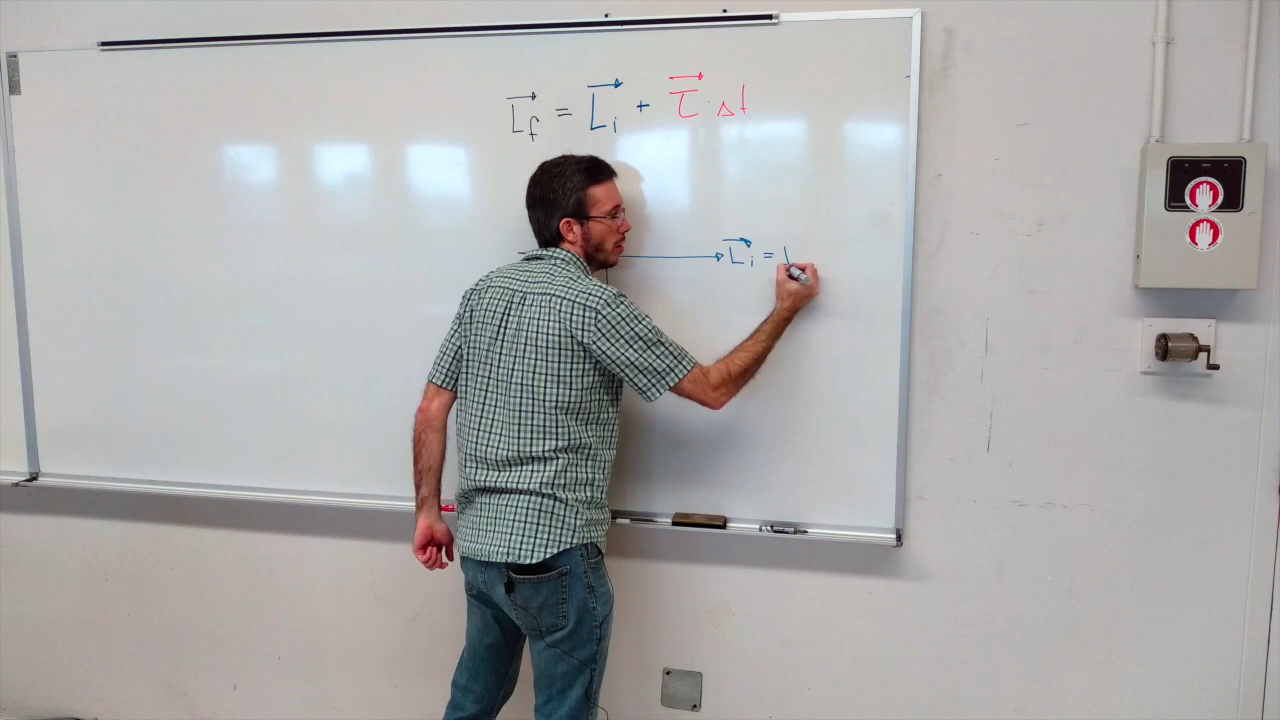 L⃗f = L⃗i + τ⃗ · Δt
L⃗i =